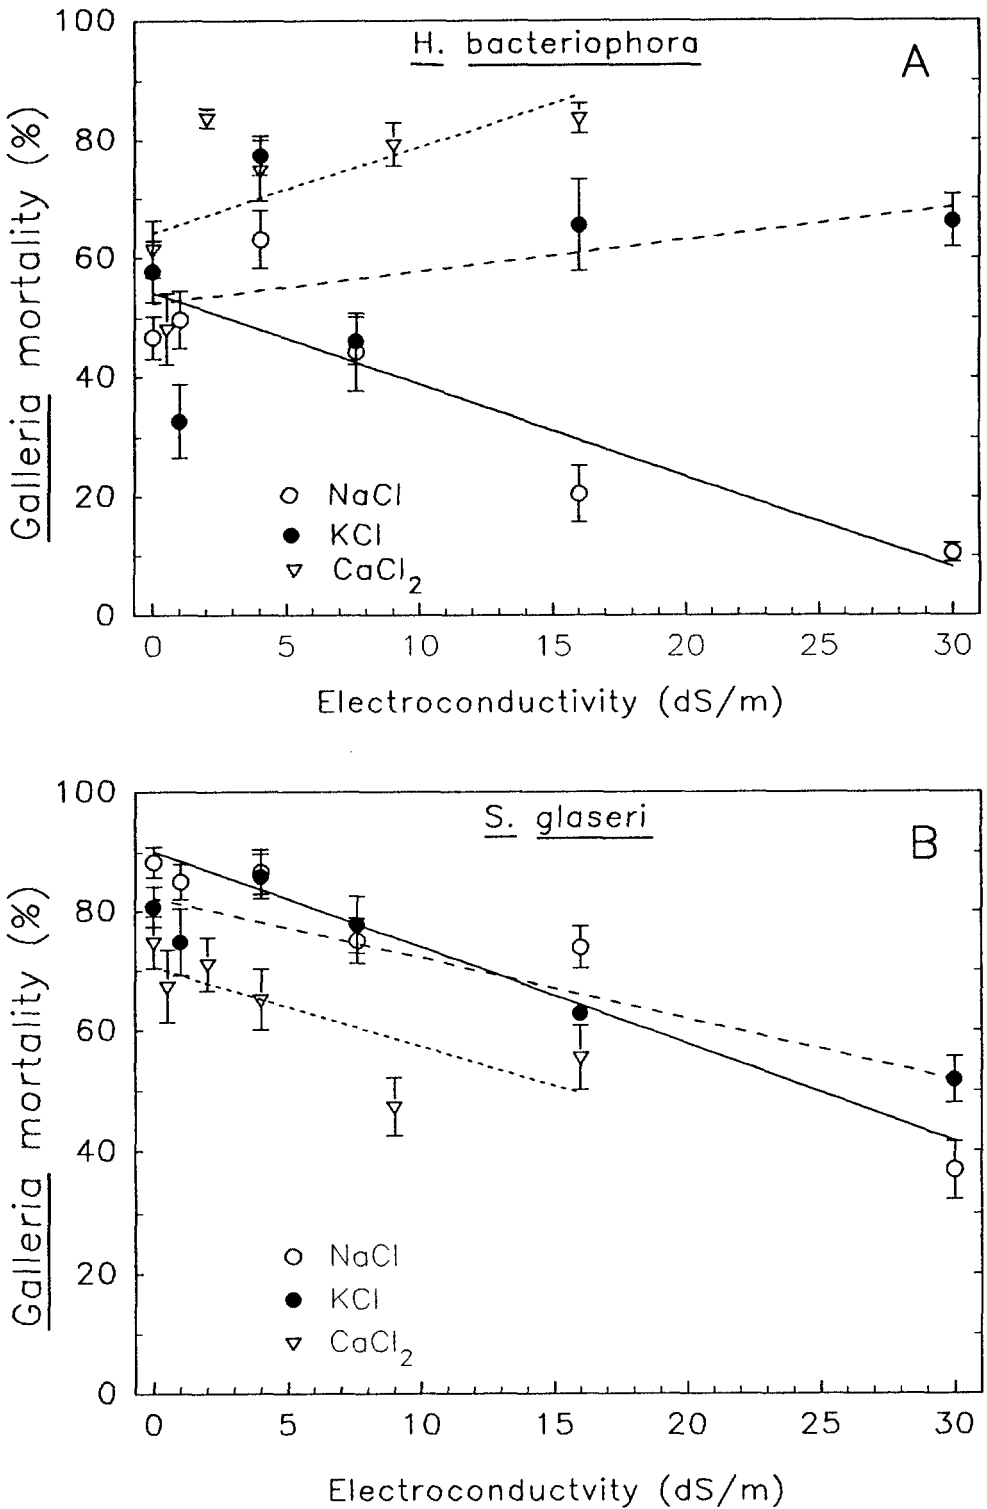 H. bacteriophora
A
100
80
60
40
20
0
Galleria mortality (%)
NaCl
KCl
CaCl₂
0 5 10 15 20 25 30
Electroconductivity (dS/m)
S. glaseri
B
100
80
60
40
20
0
Galleria mortality (%)
NaCl
KCl
CaCl₂
0 5 10 15 20 25 30
Electroconductvity (dS/m)